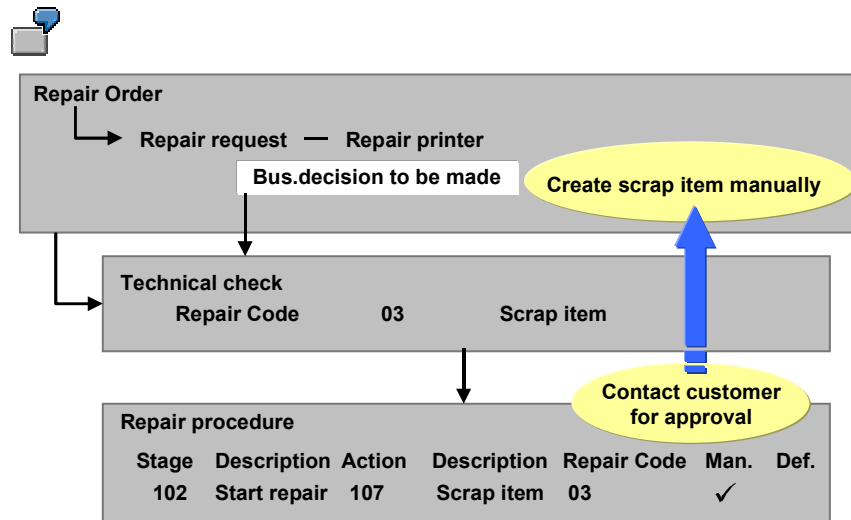 Repair Order
Repair request — Repair printer
Bus.decision to be made
Create scrap item manually
Technical check
Repair Code 03 Scrap item
Contact customer
for approval
Repair procedure
Stage Description Action Description Repair Code Man. Def.
102 Start repair 107 Scrap item 03 ✓